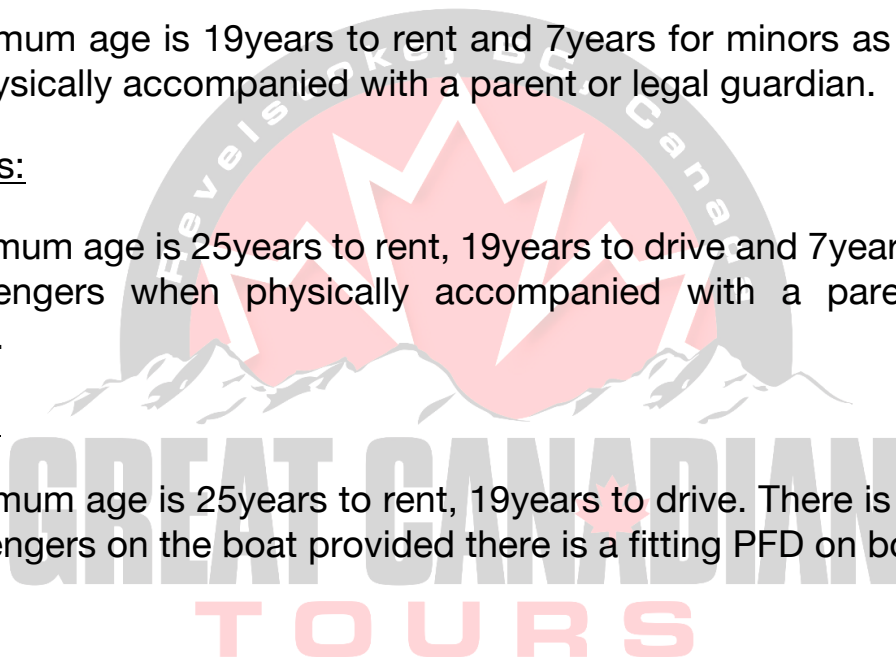 mum age is 19years to rent and 7years for minors as
ysically accompanied with a parent or legal guardian.
s:
mum age is 25years to rent, 19years to drive and 7year
engers when physically accompanied with a pare
.
mum age is 25years to rent, 19years to drive. There is
engers on the boat provided there is a fitting PFD on bo
Revelstoke, BC, Canada
GREAT CANADIAN
TOURS